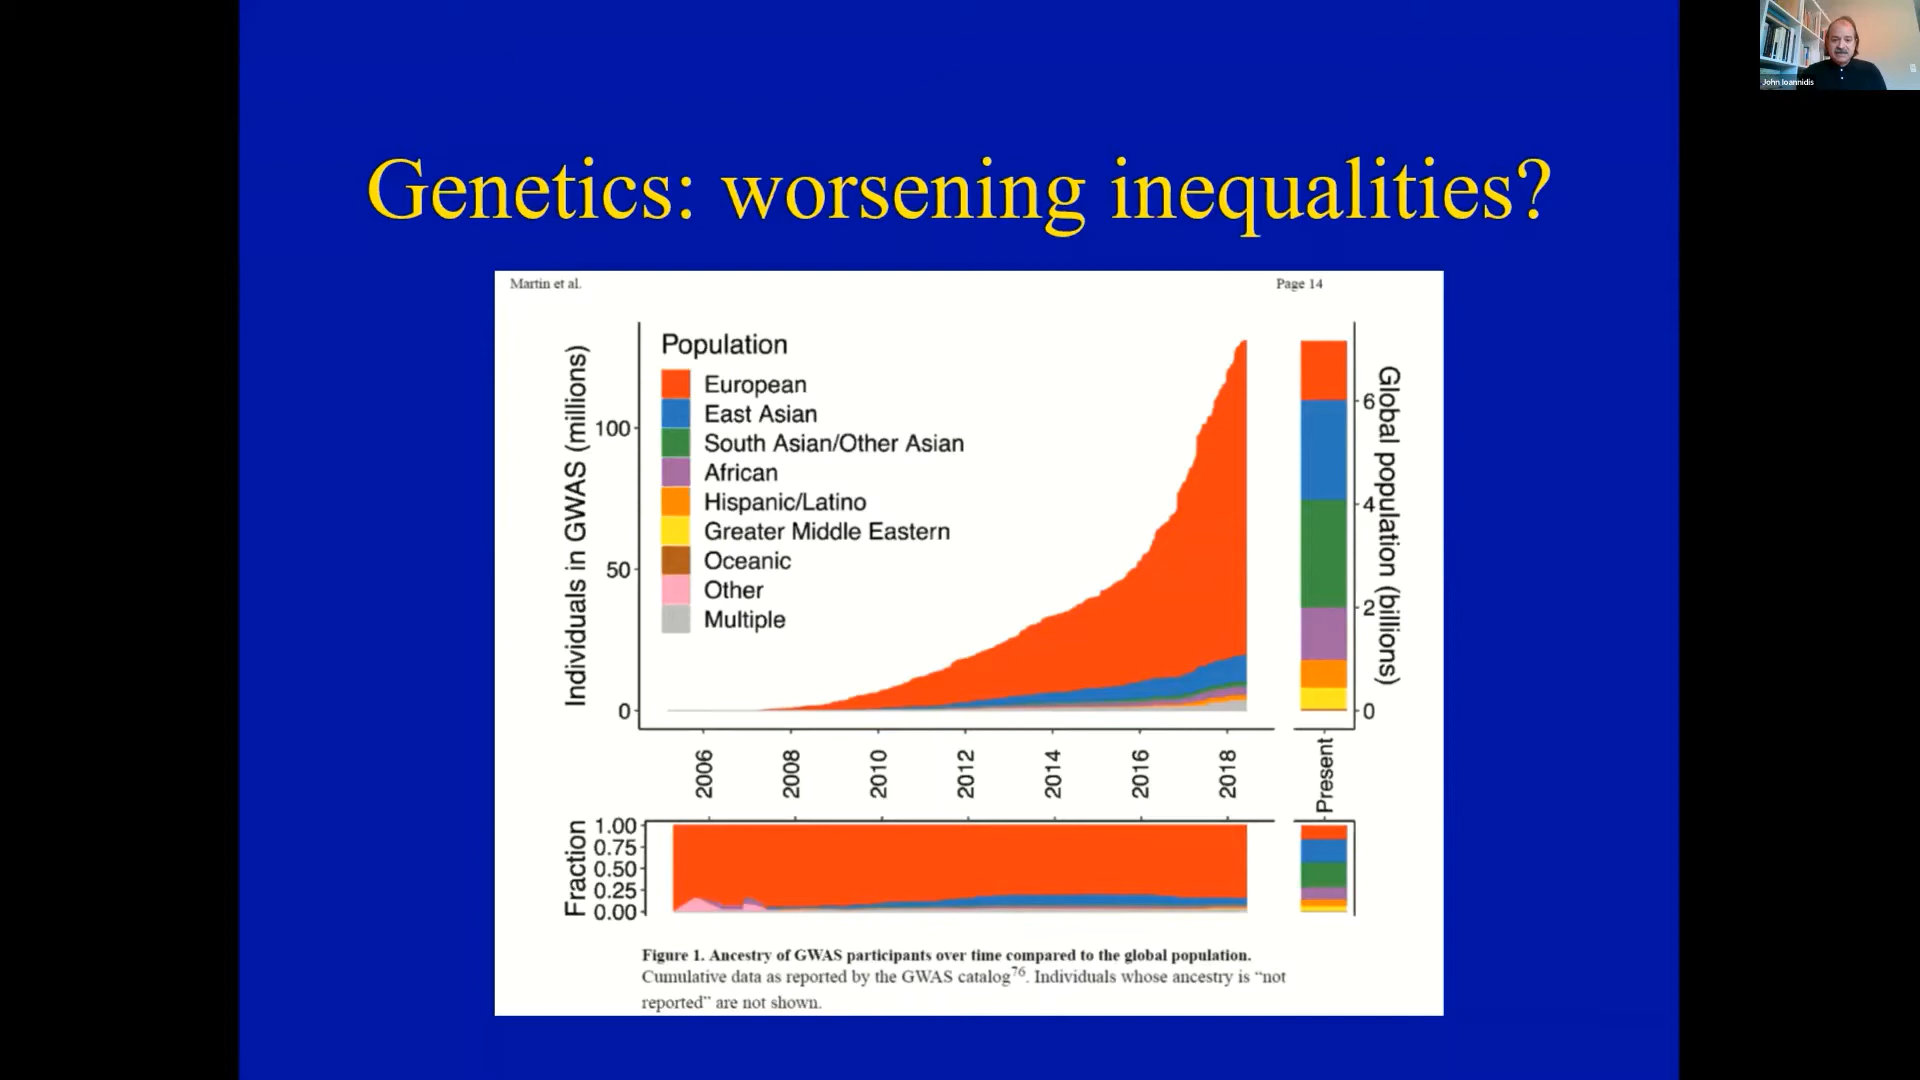 John Ioannidis
Genetics: worsening inequalities?
Martin et al.
Page 14
Individuals in GWAS (millions)
100
50
0
Population
European
East Asian
South Asian/Other Asian
African
Hispanic/Latino
Greater Middle Eastern
Oceanic
Other
Multiple
6
4
2
0
Global population (billions)
2006
2008
2010
2012
2014
2016
2018
Present
Fraction
1.00
0.75
0.50
0.25
0.00
Figure 1. Ancestry of GWAS participants over time compared to the global population.
Cumulative data as reported by the GWAS catalog76. Individuals whose ancestry is “not
reported” are not shown.